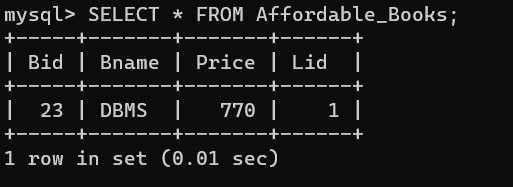 mysql> SELECT * FROM Affordable_Books;
+-----+-------+-------+------+
| Bid | Bname | Price | Lid  |
+-----+-------+-------+------+
|  23 | DBMS  |   770 |    1 |
+-----+-------+-------+------+
1 row in set (0.01 sec)